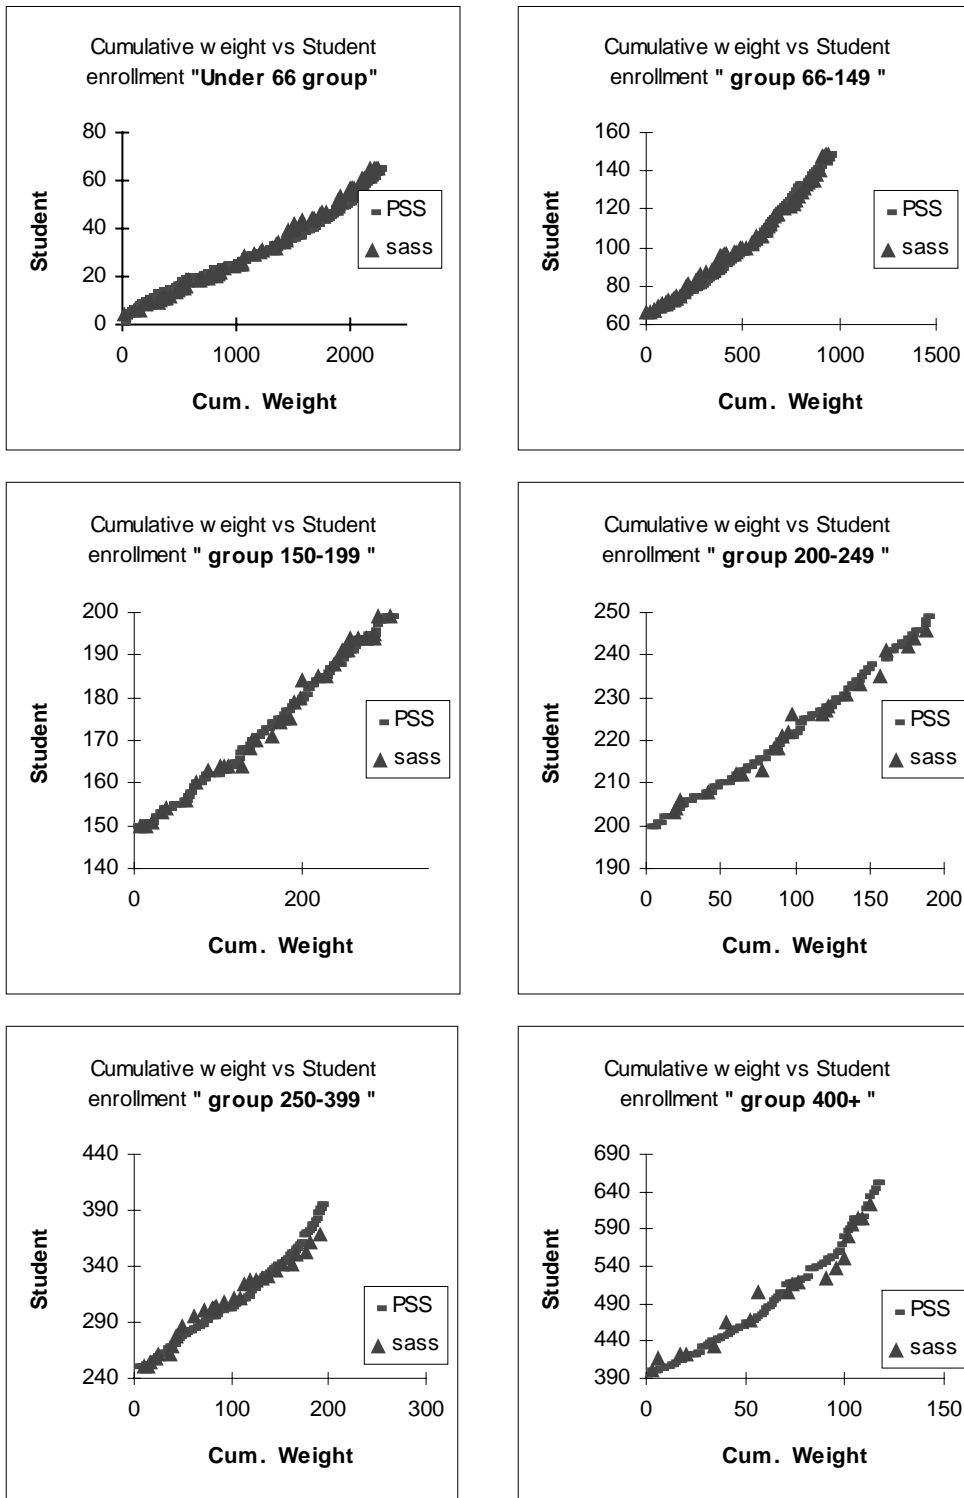 Cumulative weight vs Student
enrollment "Under 66 group"
80
60
40
20
0
0 1000 2000
Student
Cum. Weight
PSS
sass
Cumulative weight vs Student
enrollment " group 66-149 "
160
140
120
100
80
60
0 500 1000 1500
Student
Cum. Weight
PSS
sass
Cumulative weight vs Student
enrollment " group 150-199 "
200
190
180
170
160
150
140
0 200
Student
Cum. Weight
PSS
sass
Cumulative weight vs Student
enrollment " group 200-249 "
250
240
230
220
210
200
190
0 50 100 150 200
Student
Cum. Weight
PSS
sass
Cumulative weight vs Student
enrollment " group 250-399 "
440
390
340
290
240
0 100 200 300
Student
Cum. Weight
PSS
sass
Cumulative weight vs Student
enrollment " group 400+ "
690
640
590
540
490
440
390
0 50 100 150
Student
Cum. Weight
PSS
sass